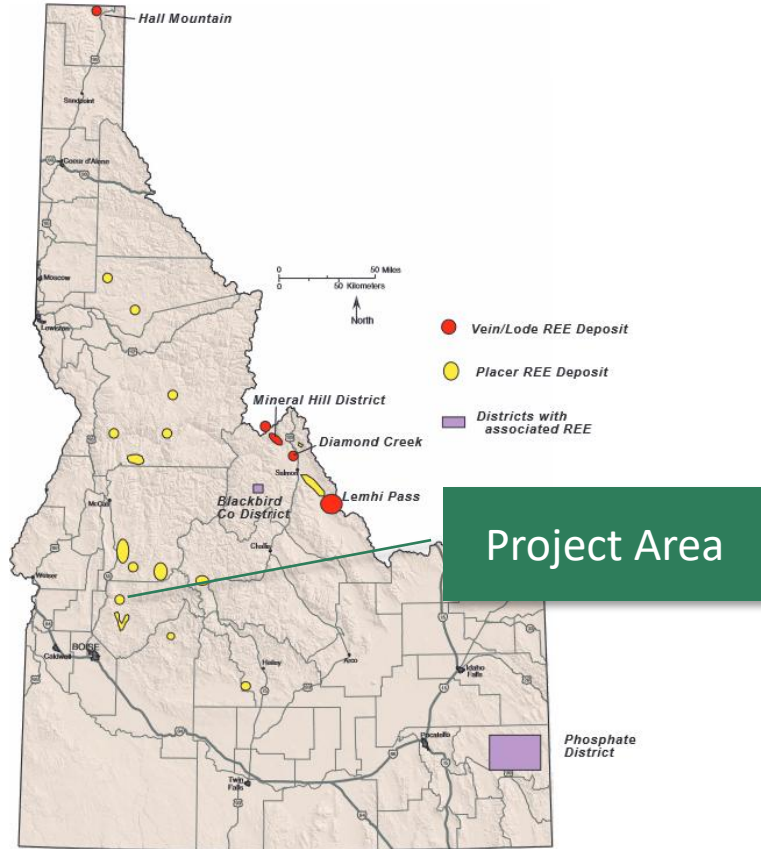 Hall Mountain
Sandpoint
Coeur d'Alene
0 50 Miles
0 50 Kilometers
North
Moscow
Lewiston
Vein/Lode REE Deposit
Placer REE Deposit
Districts with
associated REE
Mineral Hill District
Diamond Creek
Salmon
Lemhi Pass
Blackbird
Co District
McCall
Challis
Project Area
Weiser
BOISE
Caldwell
Hailey
Arco
Idaho
Falls
Pocatello
Phosphate
District
Twin
Falls